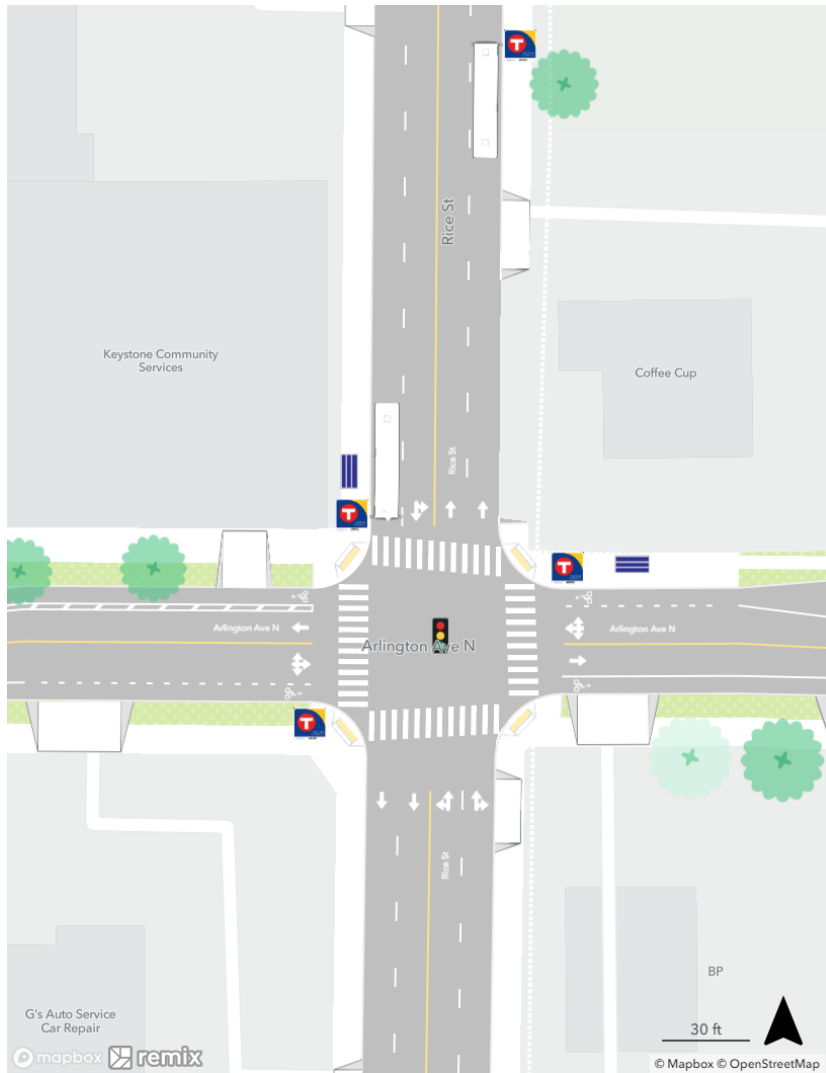 T
Rice St
Keystone Community
Services
Coffee Cup
Rice St
T
T
Arlington Ave N
Arlington Ave N
Arlington Ave N
T
Rice St
G's Auto Service
Car Repair
BP
30 ft
mapbox remix
© Mapbox © OpenStreetMap